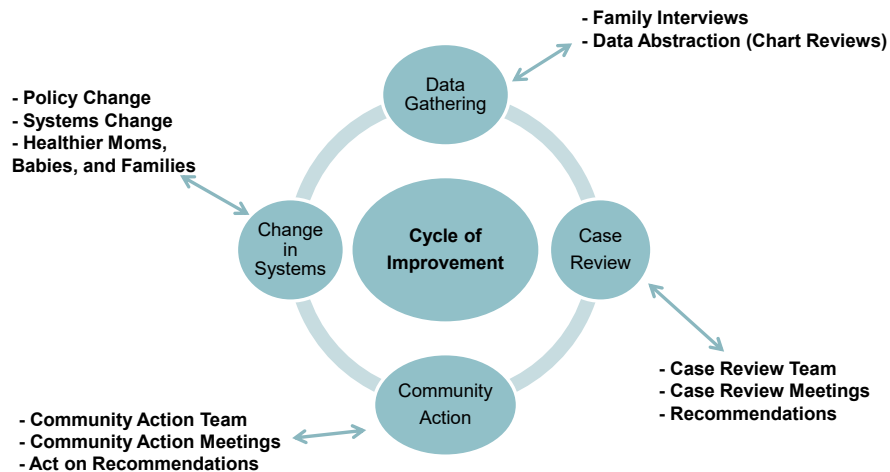 - Family Interviews
- Data Abstraction (Chart Reviews)
Data
Gathering
- Policy Change
- Systems Change
- Healthier Moms,
Babies, and Families
Change
in
Systems
Cycle of
Improvement
Case
Review
- Case Review Team
- Case Review Meetings
- Recommendations
Community
Action
- Community Action Team
- Community Action Meetings
- Act on Recommendations